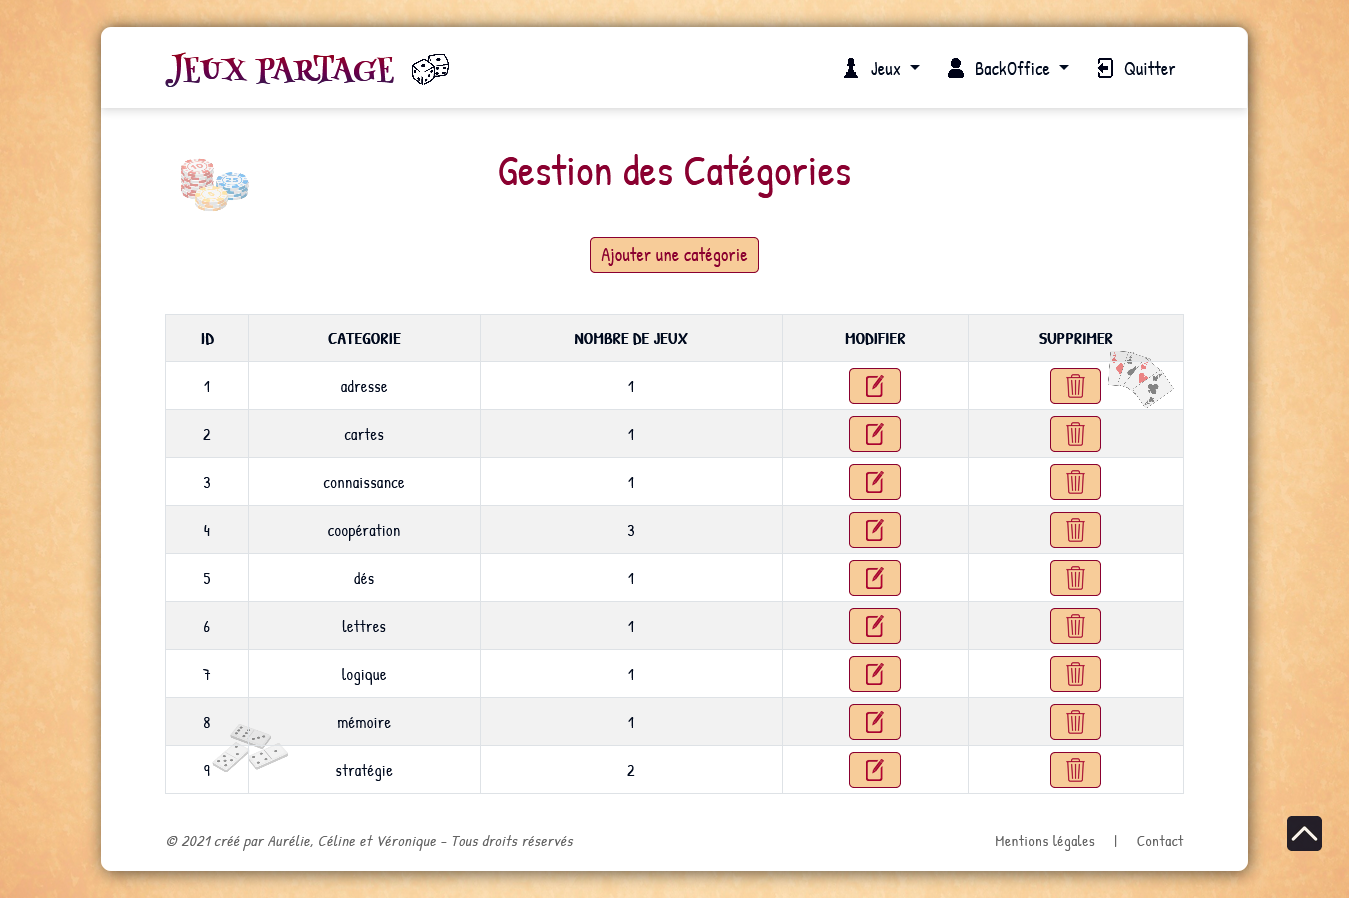 JEUX PARTAGE
Jeux
BackOffice
Quitter
Gestion des Catégories
Ajouter une catégorie
ID CATEGORIE NOMBRE DE JEUX MODIFIER SUPPRIMER
1 adresse 1
2 cartes 1
3 connaissance 1
4 coopération 3
5 dés 1
6 lettres 1
7 logique 1
8 mémoire 1
9 stratégie 2
© 2021 créé par Aurélie, Céline et Véronique - Tous droits réservés
Mentions légales | Contact